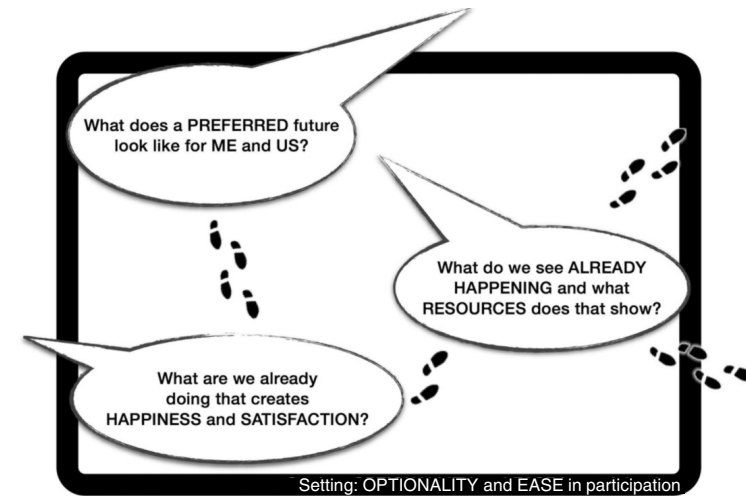 What does a PREFERRED future
look like for ME and US?
What do we see ALREADY
HAPPENING and what
RESOURCES does that show?
What are we already
doing that creates
HAPPINESS and SATISFACTION?
Setting: OPTIONALITY and EASE in participation